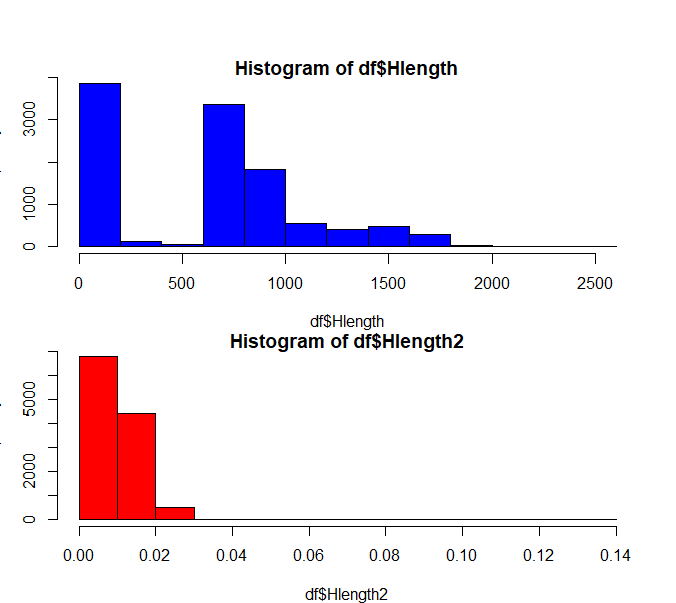 Histogram of df$Hlength
3000
1000
0
0 500 1000 1500 2000 2500
df$Hlength
Histogram of df$Hlength2
5000
2000
0
0.00 0.02 0.04 0.06 0.08 0.10 0.12 0.14
df$Hlength2